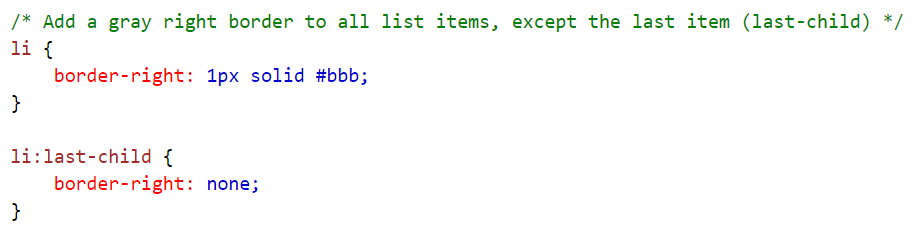 /* Add a gray right border to all list items, except the last item (last-child) */
li {
    border-right: 1px solid #bbb;
}

li:last-child {
    border-right: none;
}